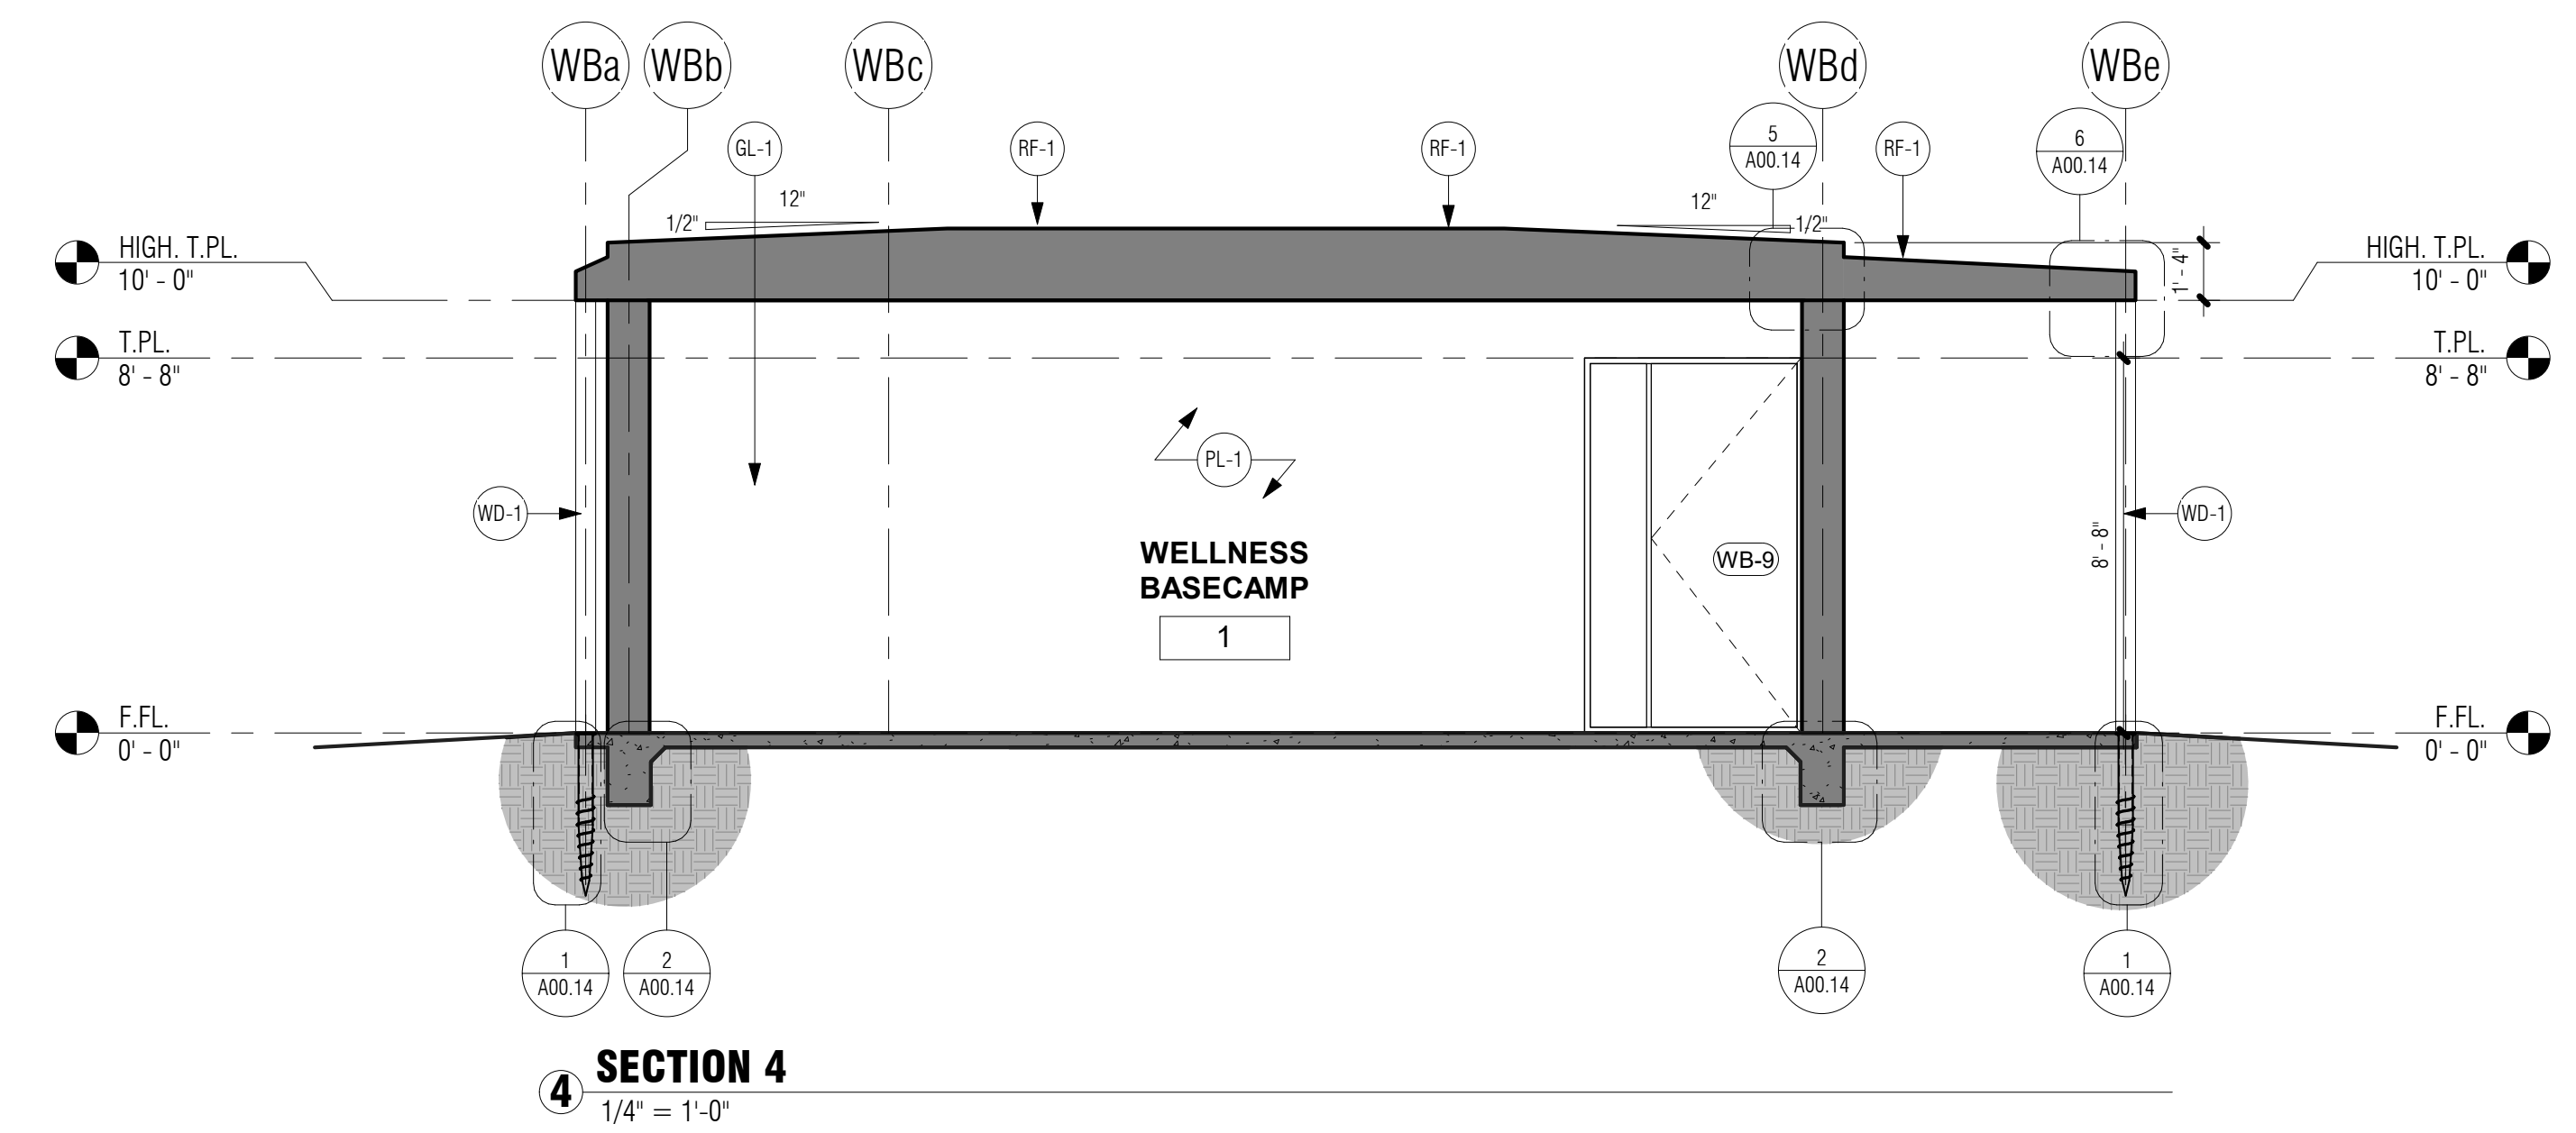 WBa
WBb
WBc
WBd
WBe
GL-1
RF-1
RF-1
5
A00.14
RF-1
6
A00.14
12"
1/2"
12"
1/2"
HIGH. T.PL.
10' - 0"
HIGH. T.PL.
10' - 0"
1' - 4"
T.PL.
8' - 8"
T.PL.
8' - 8"
PL-1
WD-1
WD-1
8' - 8"
WELLNESS
BASECAMP
1
WB-9
F.FL.
0' - 0"
F.FL.
0' - 0"
1
A00.14
2
A00.14
2
A00.14
1
A00.14
4
SECTION 4
1/4" = 1'-0"